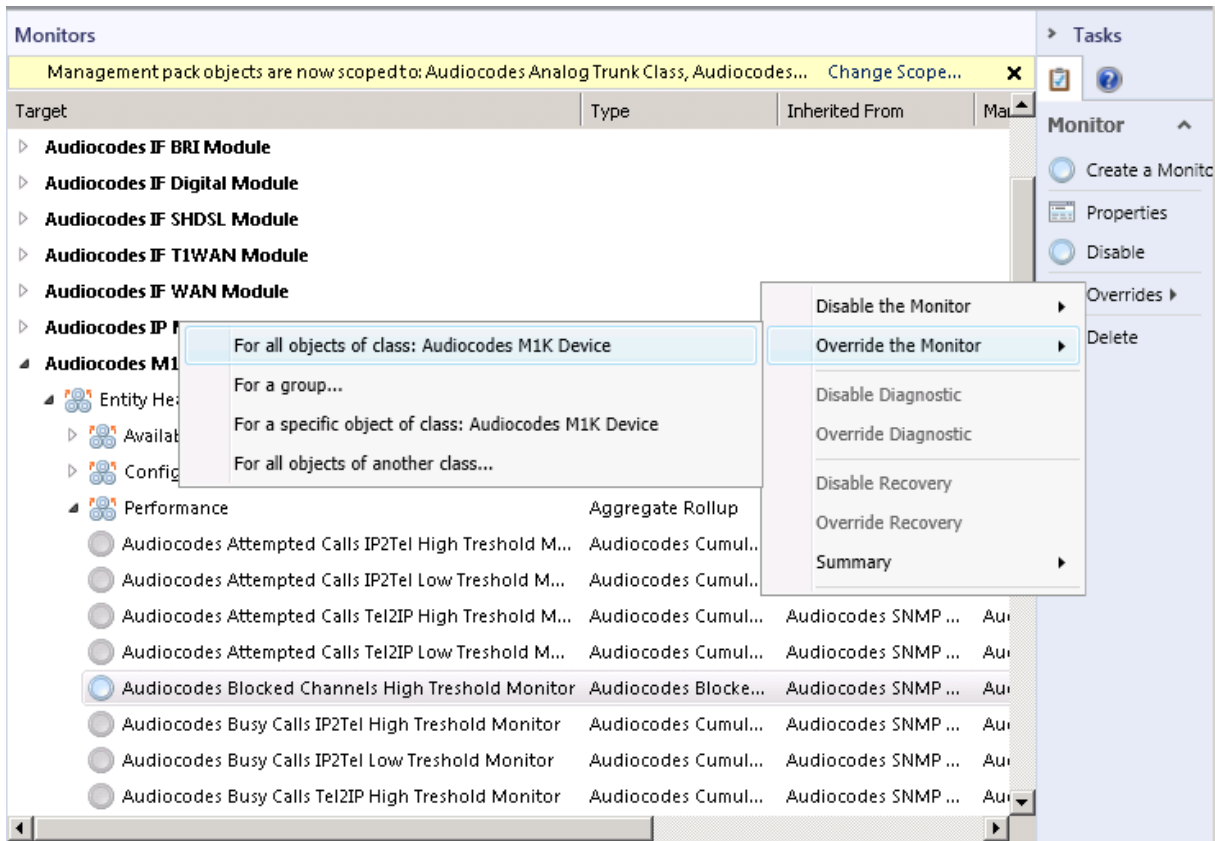 Monitors
Management pack objects are now scoped to: Audiocodes Analog Trunk Class, Audiocodes... Change Scope...
Target Type Inherited From
Audiocodes IF BRI Module
Audiocodes IF Digital Module
Audiocodes IF SHDSL Module
Audiocodes IF T1WAN Module
Audiocodes IF WAN Module
Audiocodes IP
Audiocodes M1
Entity
Performance Aggregate Rollup
Audiocodes Attempted Calls IP2Tel High Treshold M... Audiocodes Cumul...
Audiocodes Attempted Calls IP2Tel Low Treshold M... Audiocodes Cumul...
Audiocodes Attempted Calls Tel2IP High Treshold M... Audiocodes Cumul... Audiocodes SNMP ...
Audiocodes Attempted Calls Tel2IP Low Treshold M... Audiocodes Cumul... Audiocodes SNMP ...
Audiocodes Blocked Channels High Treshold Monitor Audiocodes Blocke... Audiocodes SNMP ...
Audiocodes Busy Calls IP2Tel High Treshold Monitor Audiocodes Cumul... Audiocodes SNMP ...
Audiocodes Busy Calls IP2Tel Low Treshold Monitor Audiocodes Cumul... Audiocodes SNMP ...
Audiocodes Busy Calls Tel2IP High Treshold Monitor Audiocodes Cumul... Audiocodes SNMP ...
For all objects of class: Audiocodes M1K Device
For a group...
For a specific object of class: Audiocodes M1K Device
For all objects of another class...
Disable the Monitor
Override the Monitor
Disable Diagnostic
Override Diagnostic
Disable Recovery
Override Recovery
Summary
Tasks
Monitor
Create a Monito
Properties
Disable
Overrides
Delete